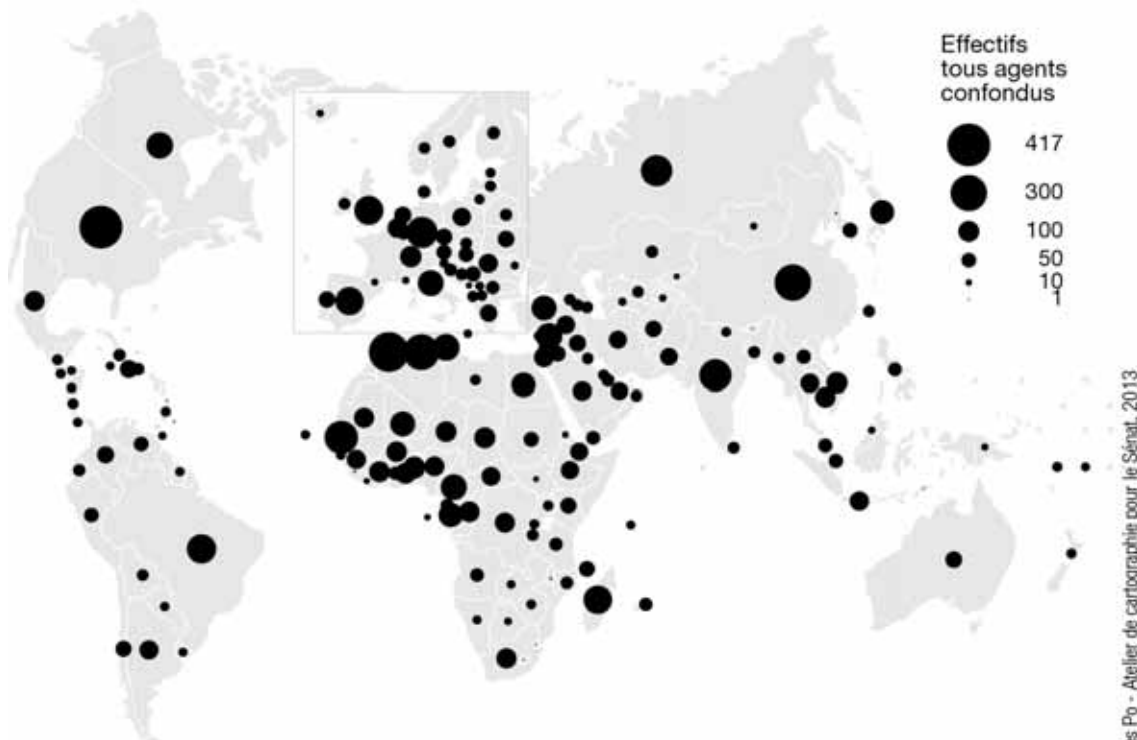 Effectifs
tous agents
confondus
417
300
100
50
10
1
Po - Atelier de cartographie pour le Sénat, 2013